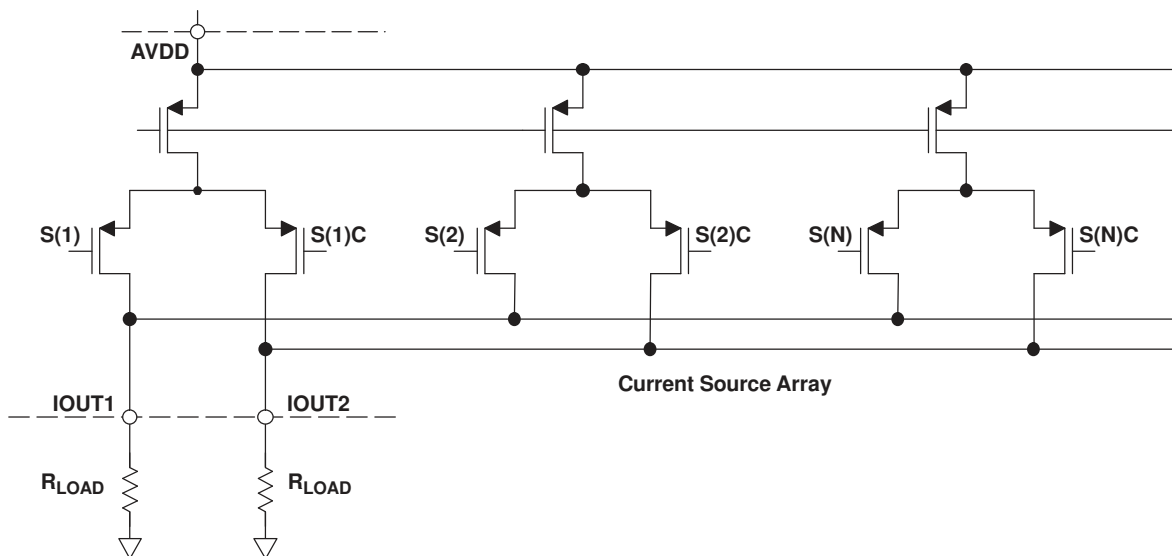 AVDD
S(1)
S(1)C
S(2)
S(2)C
S(N)
S(N)C
Current Source Array
IOUT1
IOUT2
RLOAD
RLOAD